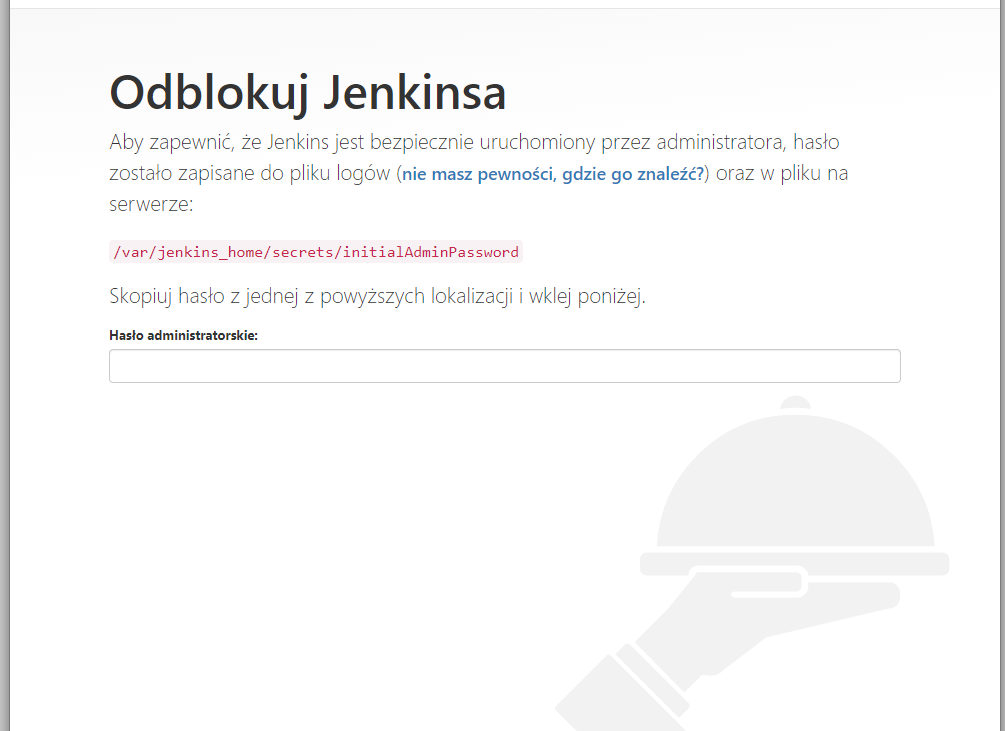 Odblokuj Jenkinsa
Aby zapewnić, że Jenkins jest bezpiecznie uruchomiony przez administratora, hasło
zostało zapisane do pliku logów (nie masz pewności, gdzie go znaleźć?) oraz w pliku na
serwerze:
/var/jenkins_home/secrets/initialAdminPassword
Skopiuj hasło z jednej z powyższych lokalizacji i wklej poniżej.
Hasło administratorskie: